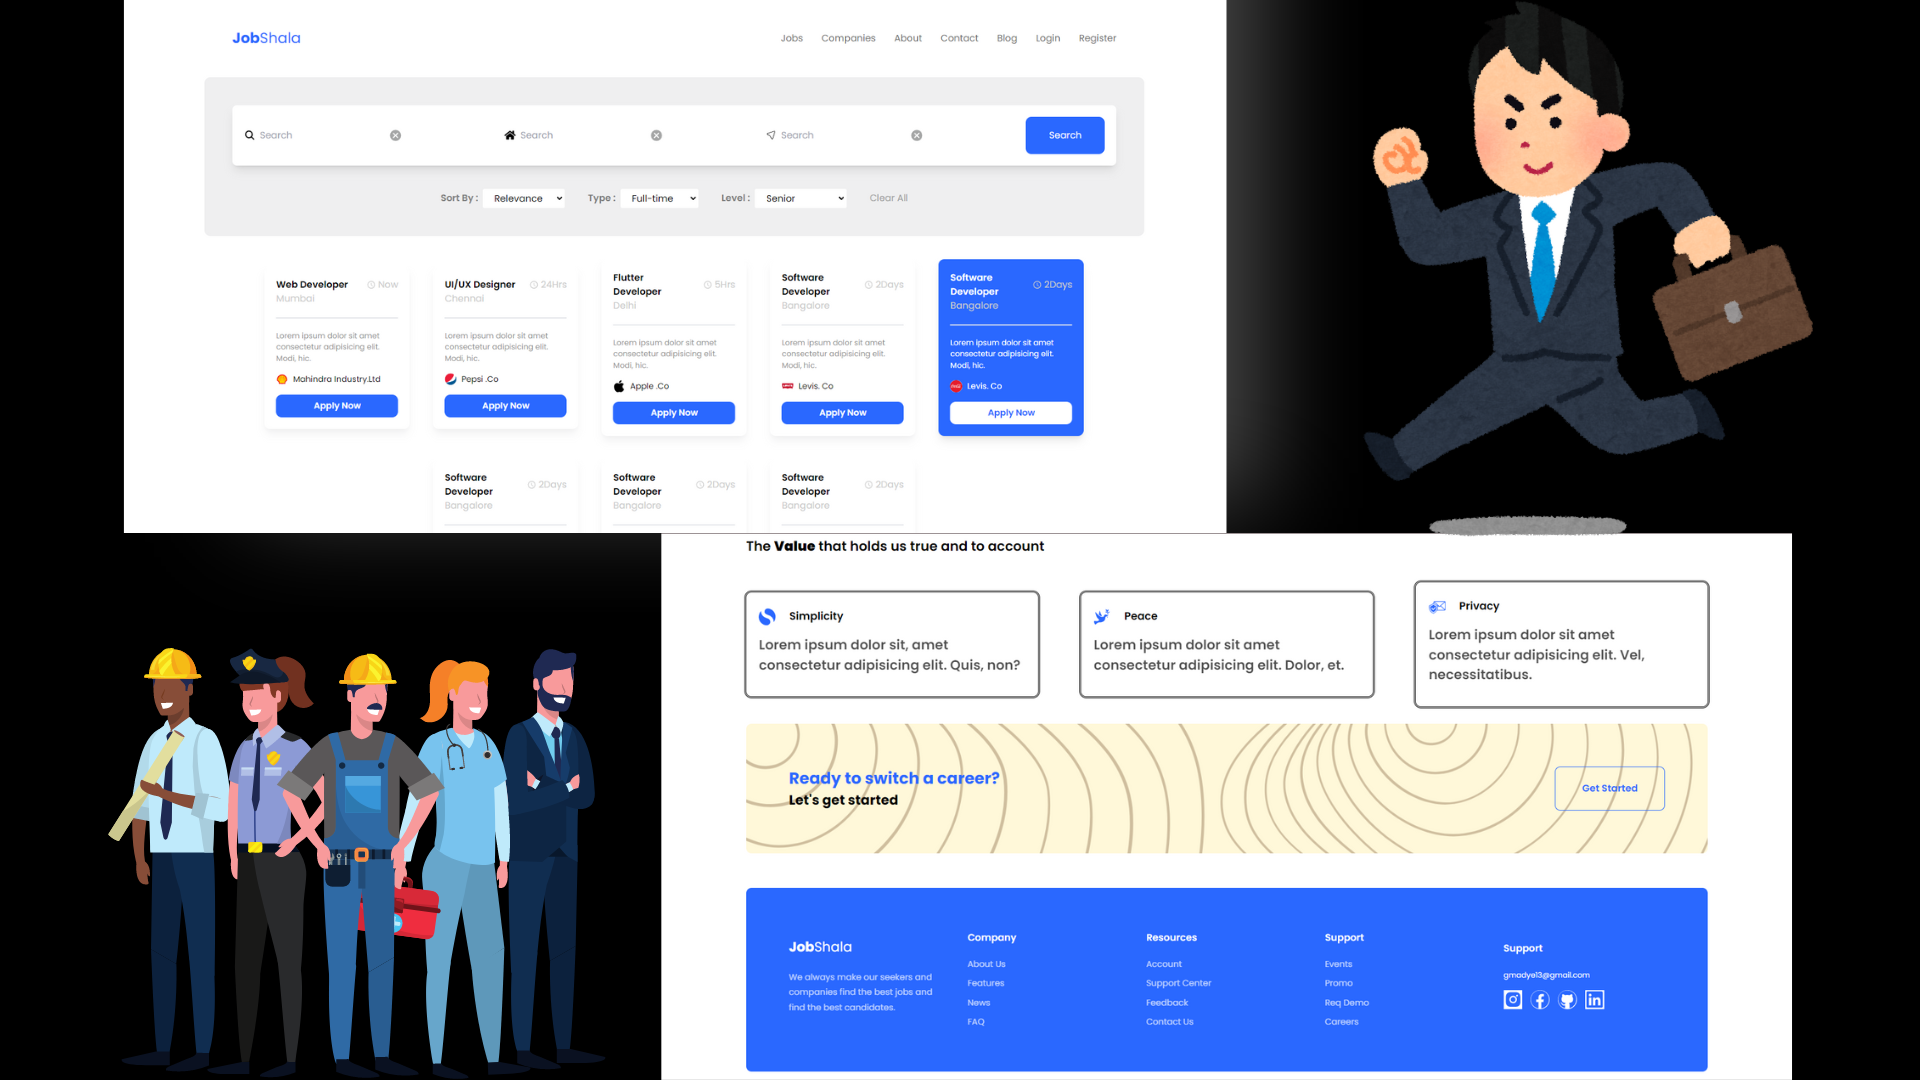 JobShala
Jobs Companies About Contact Blog Login Register
Search Search Search Search
Sort By : Relevance Type : Full-time Level : Senior Clear All
Web Developer Now
Mumbai
Lorem ipsum dolor sit amet
consectetur adipisicing elit.
Modi, hic.
Mahindra Industry.Ltd
Apply Now
UI/UX Designer 24Hrs
Chennai
Lorem ipsum dolor sit amet
consectetur adipisicing elit.
Modi, hic.
Pepsi .Co
Apply Now
Flutter
Developer 5Hrs
Delhi
Lorem ipsum dolor sit amet
consectetur adipisicing elit.
Modi, hic.
Apple .Co
Apply Now
Software
Developer 2Days
Bangalore
Lorem ipsum dolor sit amet
consectetur adipisicing elit.
Modi, hic.
Levis. Co
Apply Now
Software
Developer 2Days
Bangalore
Lorem ipsum dolor sit amet
consectetur adipisicing elit.
Modi, hic.
Levis. Co
Apply Now
Software
Developer 2Days
Bangalore
Software
Developer 2Days
Bangalore
Software
Developer 2Days
Bangalore
The Value that holds us true and to account
Simplicity
Lorem ipsum dolor sit, amet
consectetur adipisicing elit. Quis, non?
Peace
Lorem ipsum dolor sit amet
consectetur adipisicing elit. Dolor, et.
Privacy
Lorem ipsum dolor sit amet
consectetur adipisicing elit. Vel,
necessitatibus.
Ready to switch a career?
Let's get started
Get Started
JobShala
We always make our seekers and
companies find the best jobs and
find the best candidates.
Company
About Us
Features
News
FAQ
Resources
Account
Support Center
Feedback
Contact Us
Support
Events
Promo
Req Demo
Careers
Support
gmadye13@gmail.com